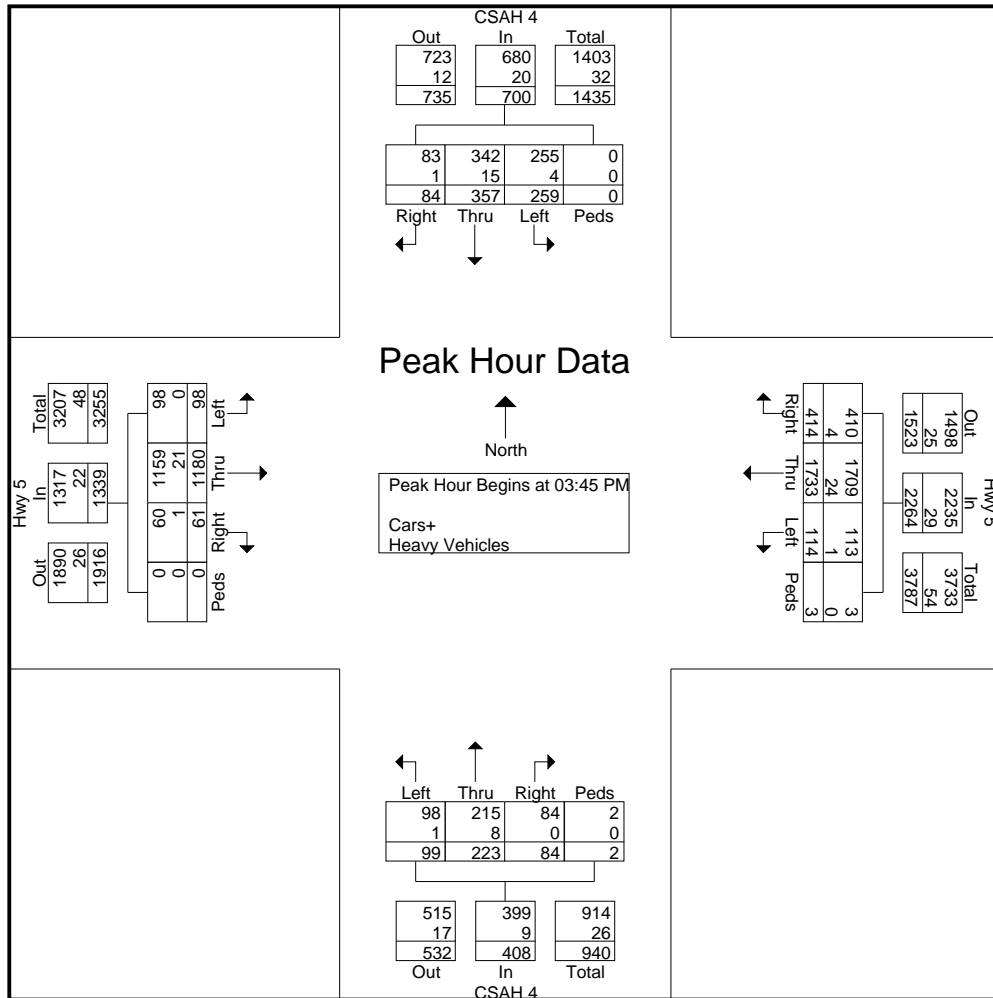 CSAH 4
Out In Total
723 680 1403
12 20 32
735 700 1435
83 342 255 0
1 15 4 0
84 357 259 0
Right Thru Left Peds
Peak Hour Data
North
Peak Hour Begins at 03:45 PM
Cars+
Heavy Vehicles
Hwy 5
Out In Total
1890 1317 3207
26 22 48
1916 1339 3255
0 60 1159 98
0 1 21 0
0 61 1180 98
Peds Right Thru Left
Hwy 5
Out In Total
1498 2235 3733
25 29 54
1523 2264 3787
410 1709 113 3
4 24 1 0
414 1733 114 3
Right Thru Left Peds
Left Thru Right Peds
98 215 84 2
1 8 0 0
99 223 84 2
515 399 914
17 9 26
532 408 940
Out In Total
CSAH 4